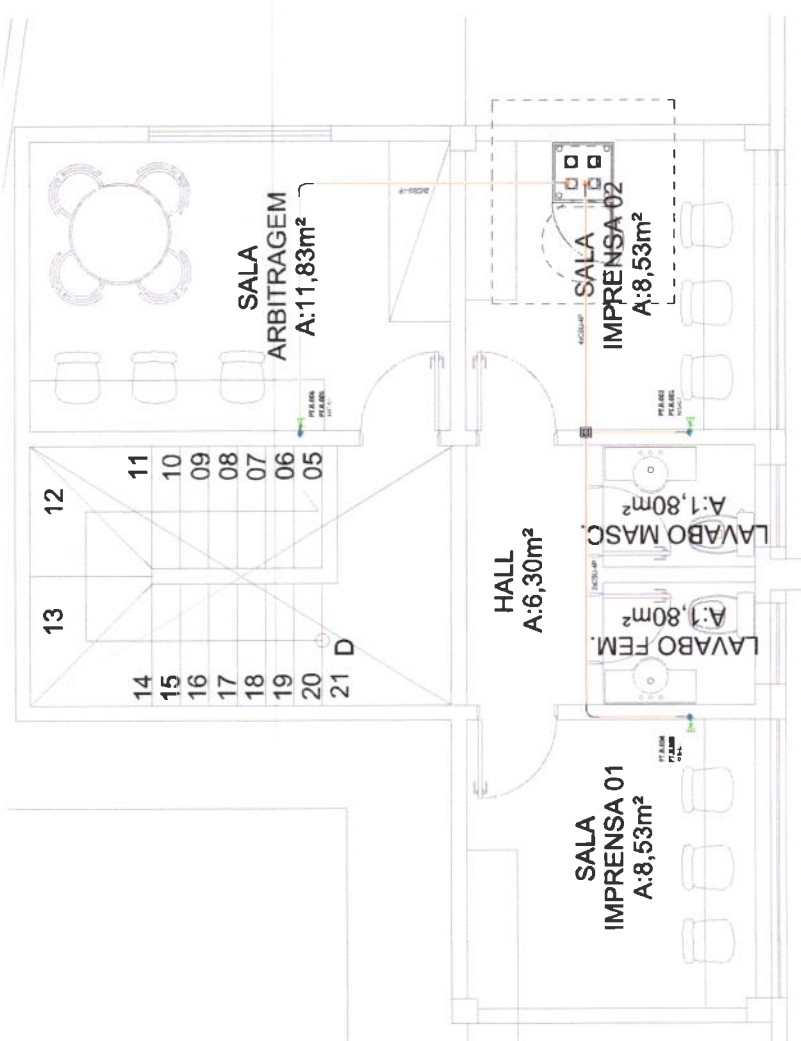 SALA
ARBITRAGEM
A:11,83m²
12
13
11
10
09
08
07
06
05
14
15
16
17
18
19
20
21
D
HALL
A:6,30m²
SALA
IMPRENSA 02
A:8,53m²
LAVABO MASC.
A:1,80m²
LAVABO FEM.
A:1,80m²
SALA
IMPRENSA 01
A:8,53m²